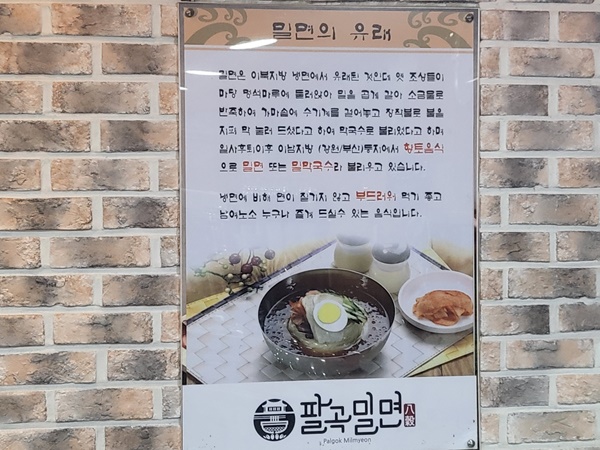 밀면의 유래
밀면은 이북지방 냉면에서 유래된 것인데 옛 조상들이
마당 멍석마루에 둘러앉아 밀을 곱게 갈아 소금물로
반죽하여 가마솥에 수기계를 걸어놓고 장작불로 불을
지펴 막 눌러 드셨다고 하여 막국수로 불리었다고 하며
일사후퇴이후 이남지방 (강원/부산)등지에서 향토음식
으로 밀면 또는 밀막국수라 불리우고 있습니다.
냉면에 비해 면이 질기지 않고 부드러워 먹기 좋고
남여노소 누구나 즐겨 드실수 있는 음식입니다.
팔곡밀면 八穀
Palgok Milmyeon